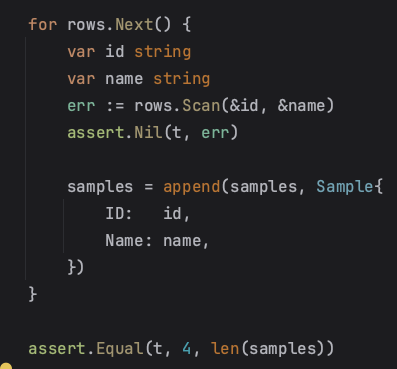 for rows.Next() {
    var id string
    var name string
    err := rows.Scan(&id, &name)
    assert.Nil(t, err)

    samples = append(samples, Sample{
        ID:   id,
        Name: name,
    })
}

assert.Equal(t, 4, len(samples))